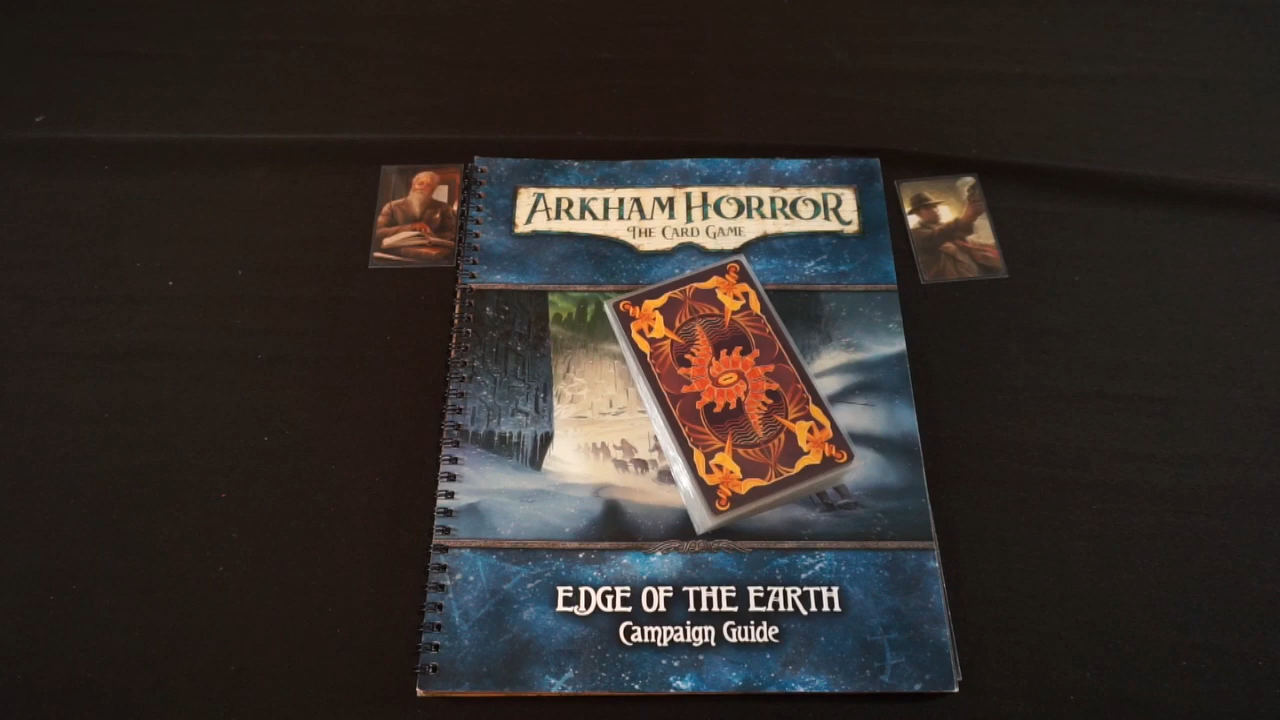 ARKHAM HORROR
THE CARD GAME
EDGE OF THE EARTH
Campaign Guide